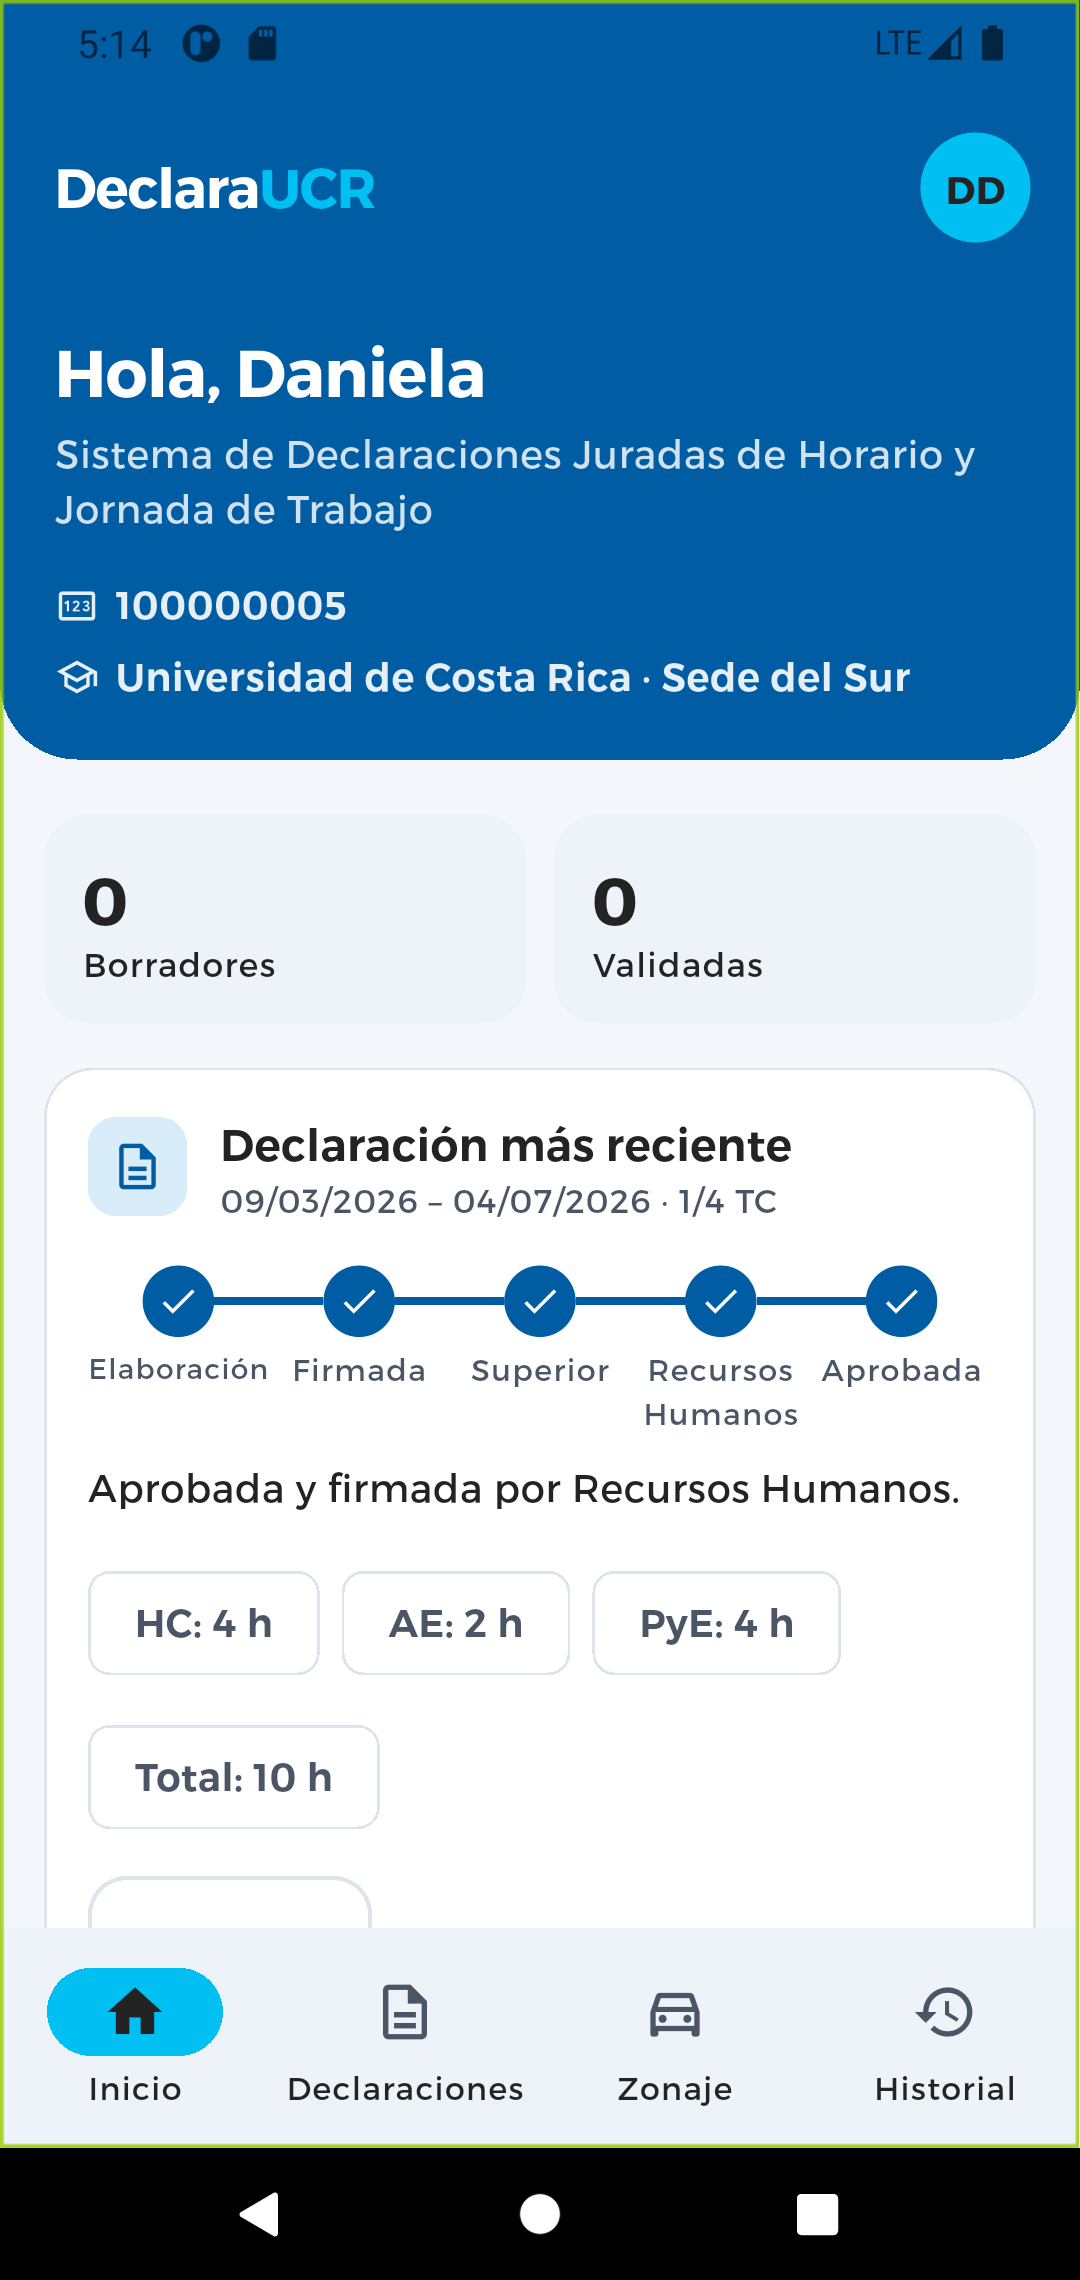 5:14
LTE
DeclaraUCR
DD
Hola, Daniela
Sistema de Declaraciones Juradas de Horario y
Jornada de Trabajo
123
100000005
Universidad de Costa Rica · Sede del Sur
0
Borradores
0
Validadas
Declaración más reciente
09/03/2026 – 04/07/2026 · 1/4 TC
Elaboración
Firmada
Superior
Recursos
Humanos
Aprobada
Aprobada y firmada por Recursos Humanos.
HC: 4 h
AE: 2 h
PyE: 4 h
Total: 10 h
Inicio
Declaraciones
Zonaje
Historial